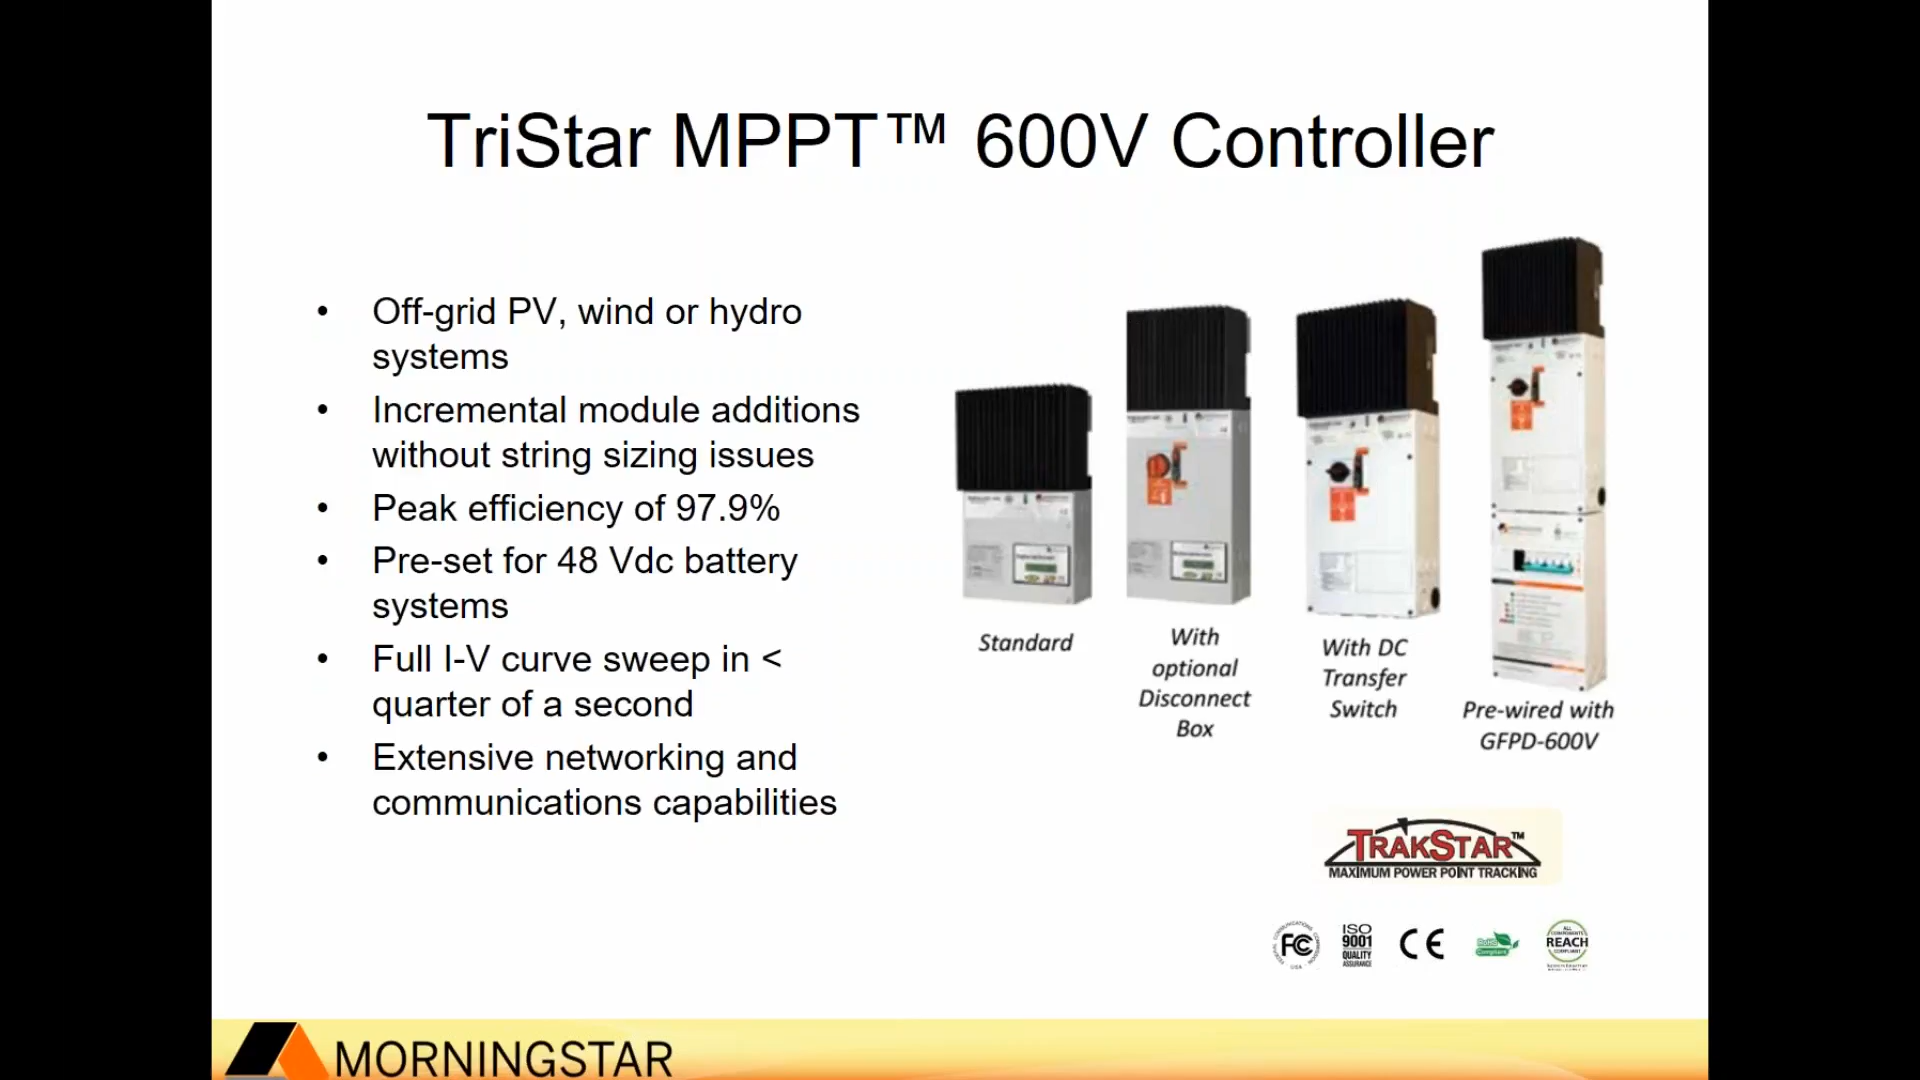 TriStar MPPT™ 600V Controller
• Off-grid PV, wind or hydro
systems
• Incremental module additions
without string sizing issues
• Peak efficiency of 97.9%
• Pre-set for 48 Vdc battery
systems
• Full I-V curve sweep in <
quarter of a second
• Extensive networking and
communications capabilities
Standard
With
optional
Disconnect
Box
With DC
Transfer
Switch
Pre-wired with
GFPD-600V
TRAKSTAR™
MAXIMUM POWER POINT TRACKING
FC
ISO
9001
QUALITY
ASSURANCE
CE
RoHS
Compliant
ALL
COMPONENTS
REACH
COMPLIANT
MORNINGSTAR